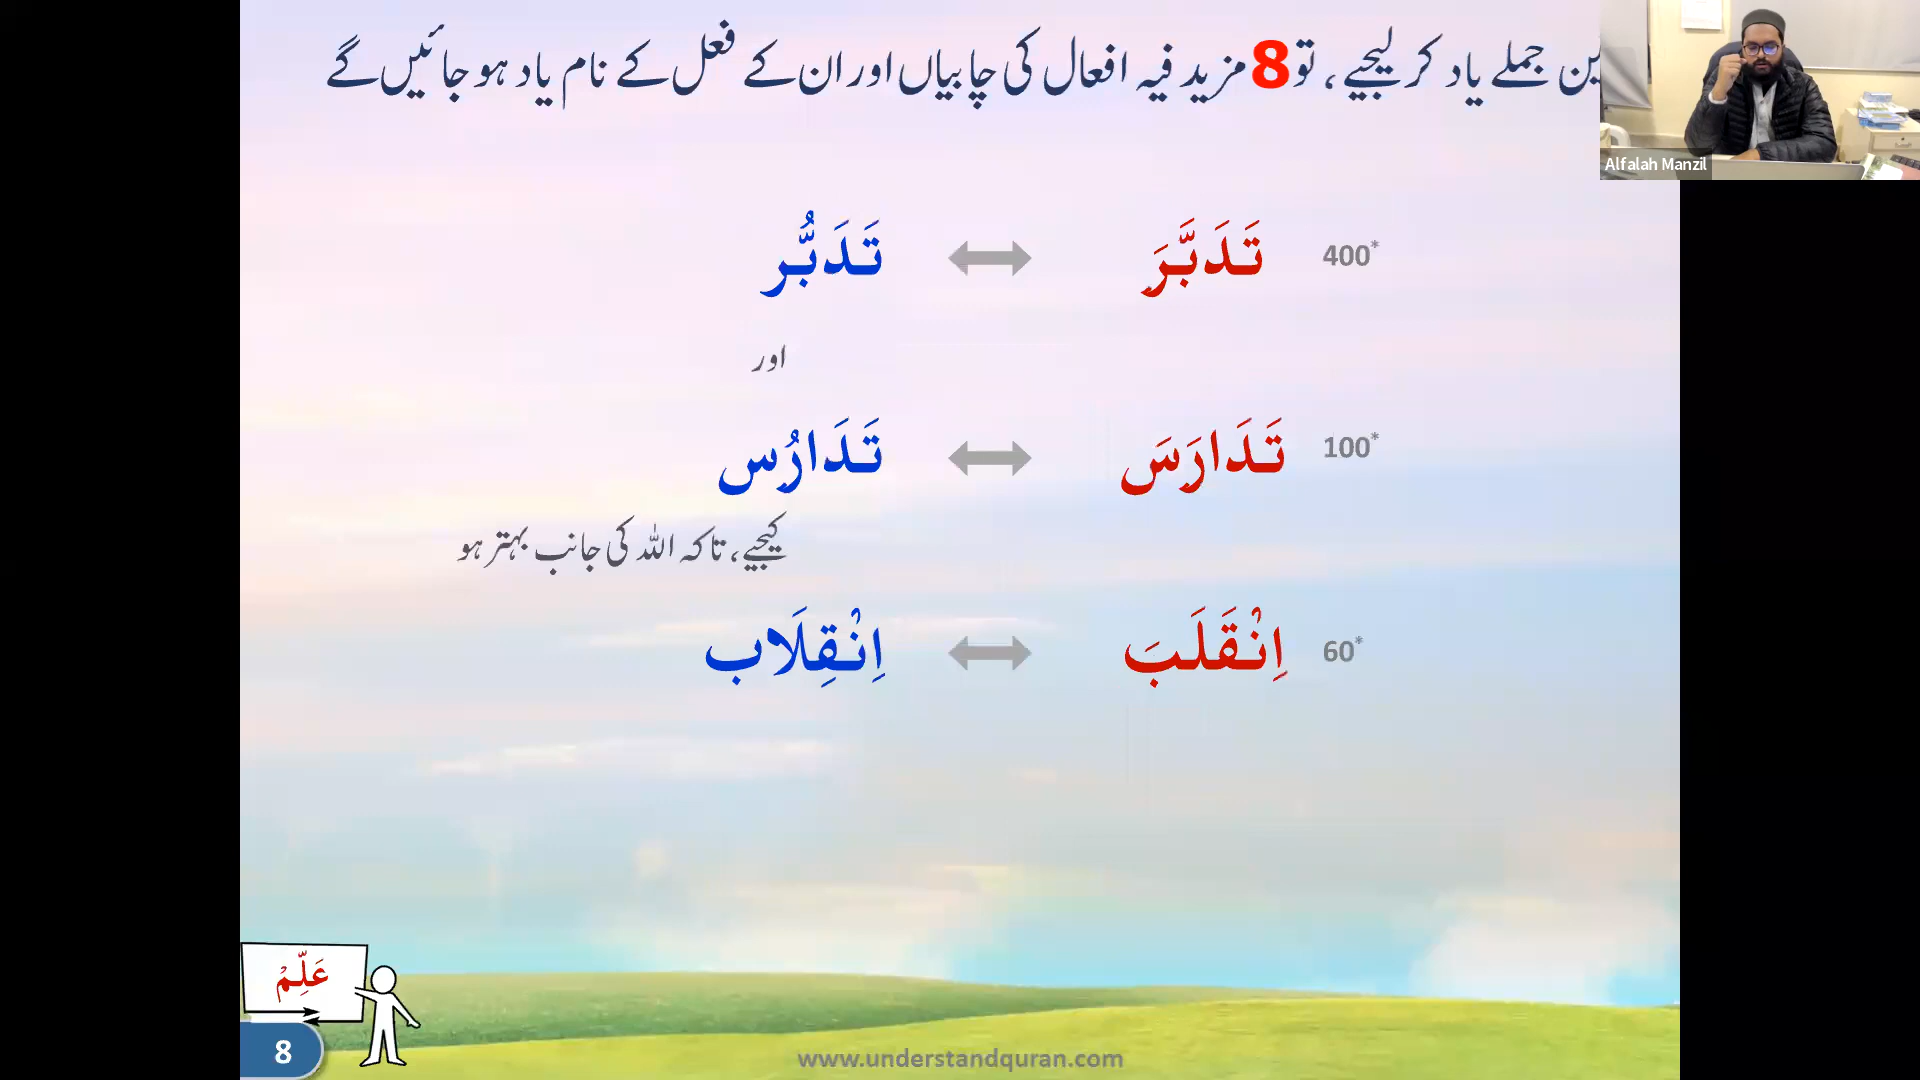 جملے یاد کر لیجیے، تو 8 مزید فیہ افعال کی چابیاں اور ان کے فعل کے نام یاد ہو جائیں گے
Alfalah Manzil
400* تَدَبَّرَ تَدَبُّر
اور
100* تَدَارَسَ تَدَارُس
کیجیے، تاکہ اللہ کی جانب بہتر ہو
60* اِنْقَلَبَ اِنْقِلَاب
عَلِّمْ
8
www.understandquran.com